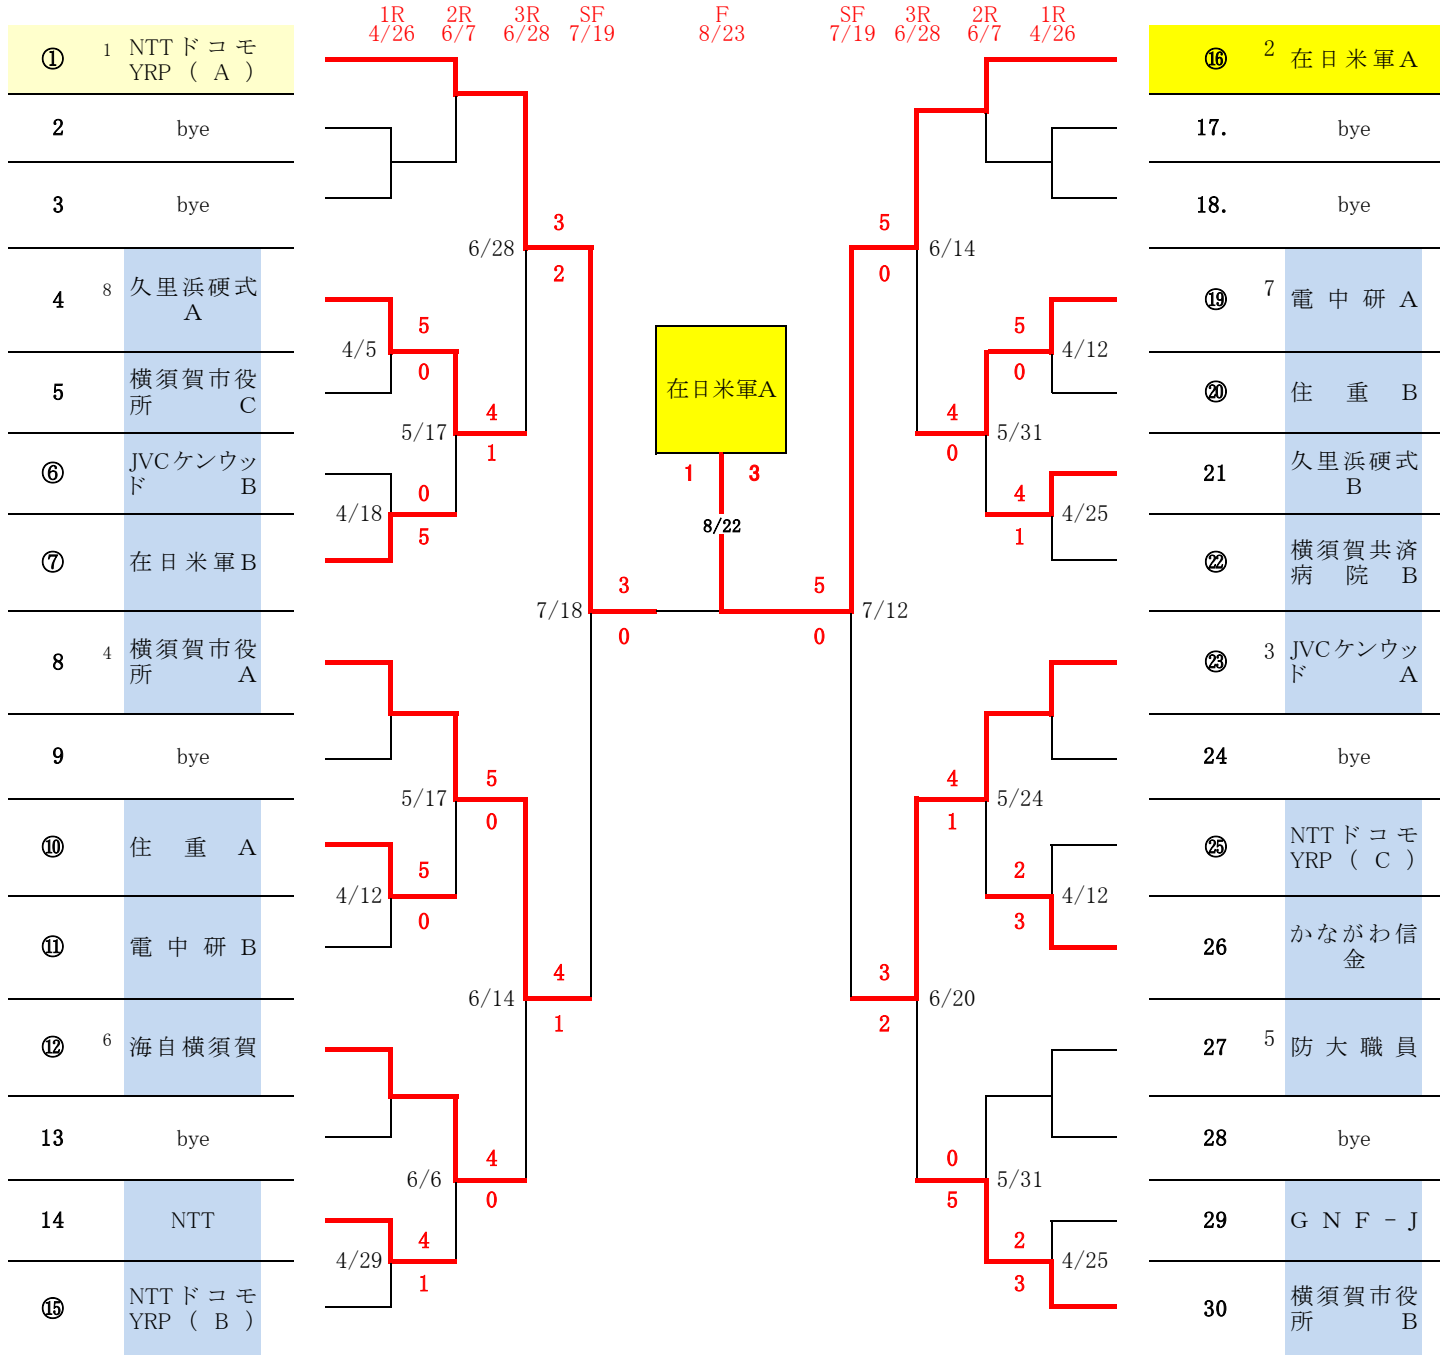 1R 2R 3R SF F SF 3R 2R 1R
4/26 6/7 6/28 7/19 8/23 7/19 6/28 6/7 4/26
① 1 NTTドコモ
YRP(A)
2 bye
3 bye
4 8 久里浜硬式
A
5 横須賀市役
所 C
⑥ JVCケンウッ
ド B
⑦ 在日米軍B
8 4 横須賀市役
所 A
9 bye
⑩ 住重A
⑪ 電中研B
⑫ 6 海自横須賀
13 bye
14 NTT
⑮ NTTドコモ
YRP(B)
4/5
5
0
4/18
0
5
4/12
5
0
4/29
4
1
5/17
4
1
5/17
5
0
6/6
4
0
6/28
3
2
6/14
4
1
7/18
3
0
在日米軍A
1 3
8/22
5
0
7/12
5
0
6/14
3
2
6/20
4
0
5/31
4
1
5/24
0
5
5/31
5
0
4/12
4
1
4/25
2
3
4/12
2
3
4/25
⑯ 2 在日米軍A
17. bye
18. bye
⑲ 7 電中研A
⑳ 住重B
21 久里浜硬式
B
㉒ 横須賀共済
病院B
㉓ 3 JVCケンウッ
ド A
24 bye
㉕ NTTドコモ
YRP(C)
26 かながわ信
金
27 5 防大職員
28 bye
29 GNF-J
30 横須賀市役
所 B